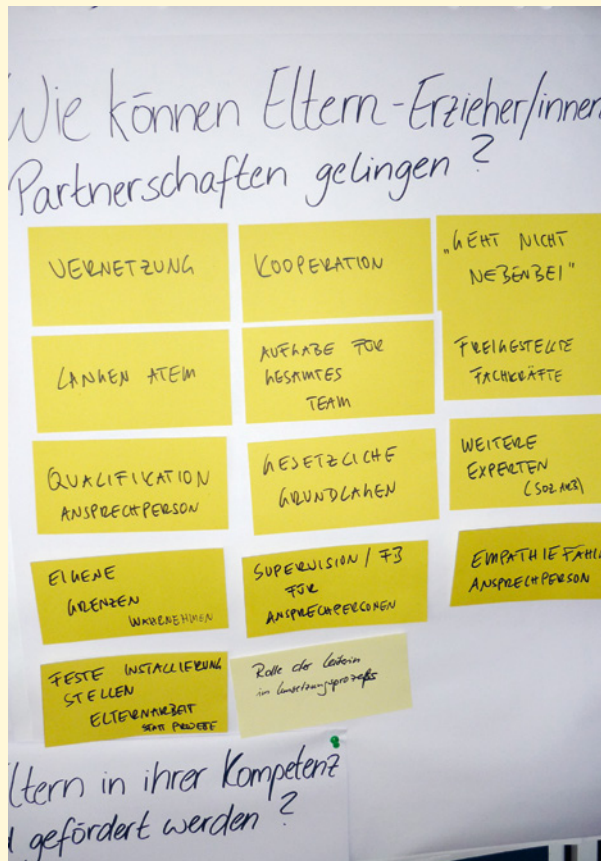 Wie können Eltern-Erzieher/innen
Partnerschaften gelingen?
VERNETZUNG
KOOPERATION
„GEHT NICHT
NEBENBEI"
LANGEN ATEM
AUFGABE FÜR
GESAMTES
TEAM
FREIGESTELLTE
FACHKRÄFTE
QUALIFIKATION
ANSPRECHPERSON
GESETZLICHE
GRUNDLAGEN
WEITERE
EXPERTEN
(SOZ.ARB)
EIGENE
GRENZEN
WAHRNEHMEN
SUPERVISION / FB
FÜR
ANSPRECHPERSONEN
EMPATHIEFÄHIG
ANSPRECHPERSON
FESTE INSTALLIERUNG
STELLEN
ELTERNARBEIT
STATT PROJEKTE
Rolle der Leiterin
im Umsetzungsprozeß
ltern in ihrer Kompetenz
d gefördert werden?